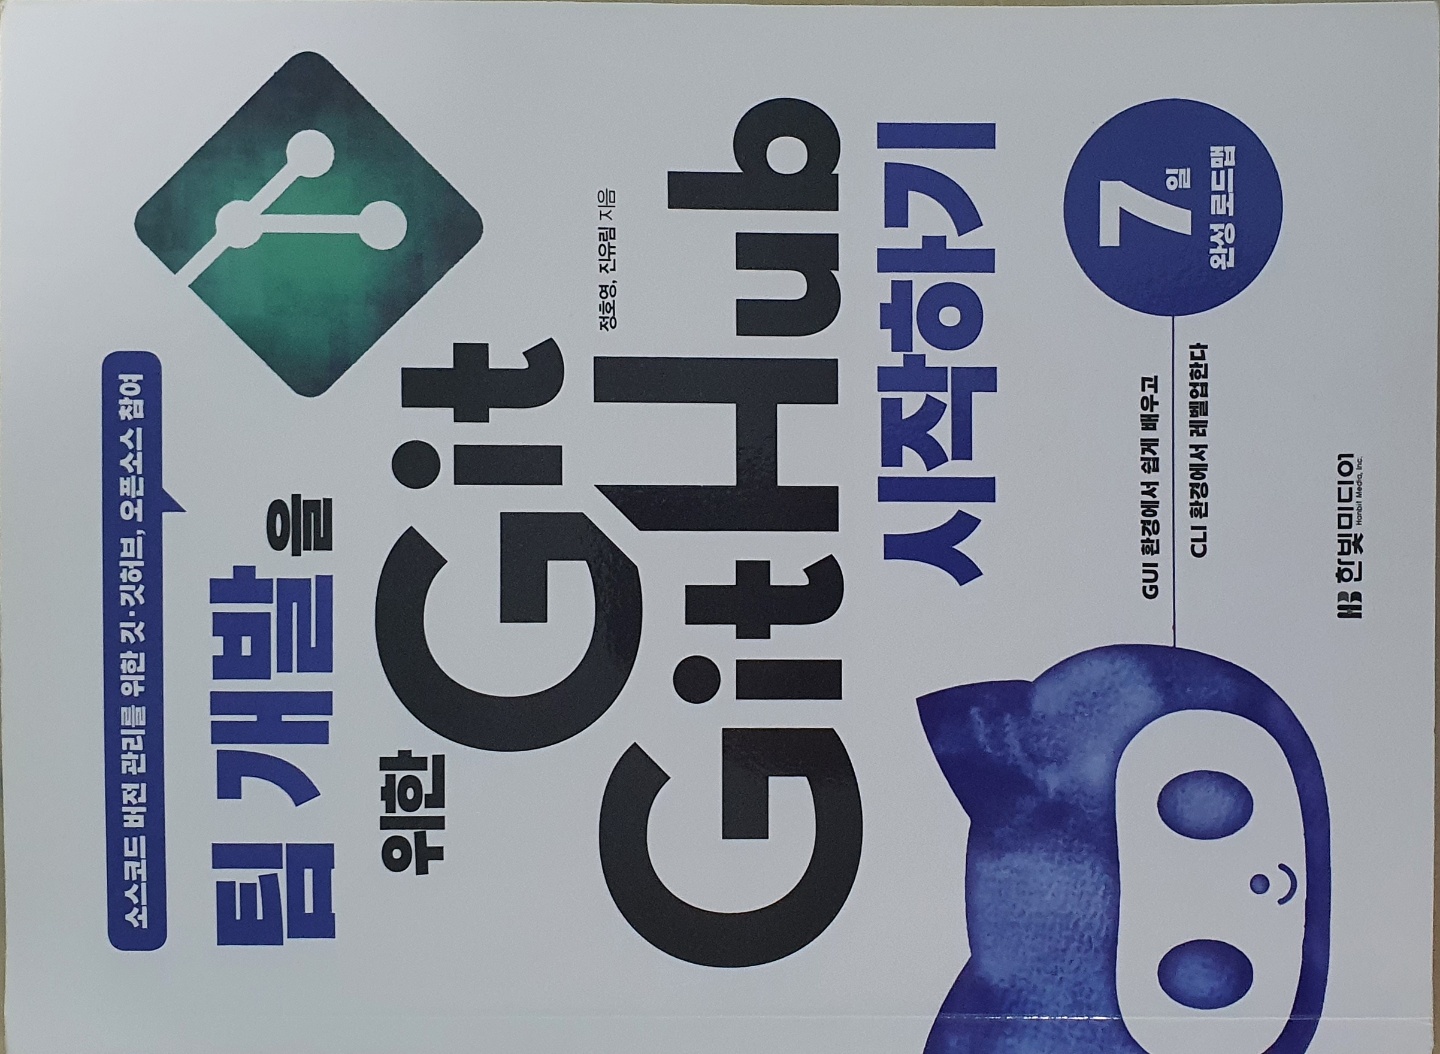 소스코드 버전 관리를 위한 깃·깃허브, 오픈소스 참여
팀 개발을
위한 Git
정호영, 진유림 지음
GitHub
시작하기
GUI 환경에서 쉽게 배우고
CLI 환경에서 레벨업한다
7일
완성 로드맵
HB 한빛미디어
Hanbit Media, Inc.